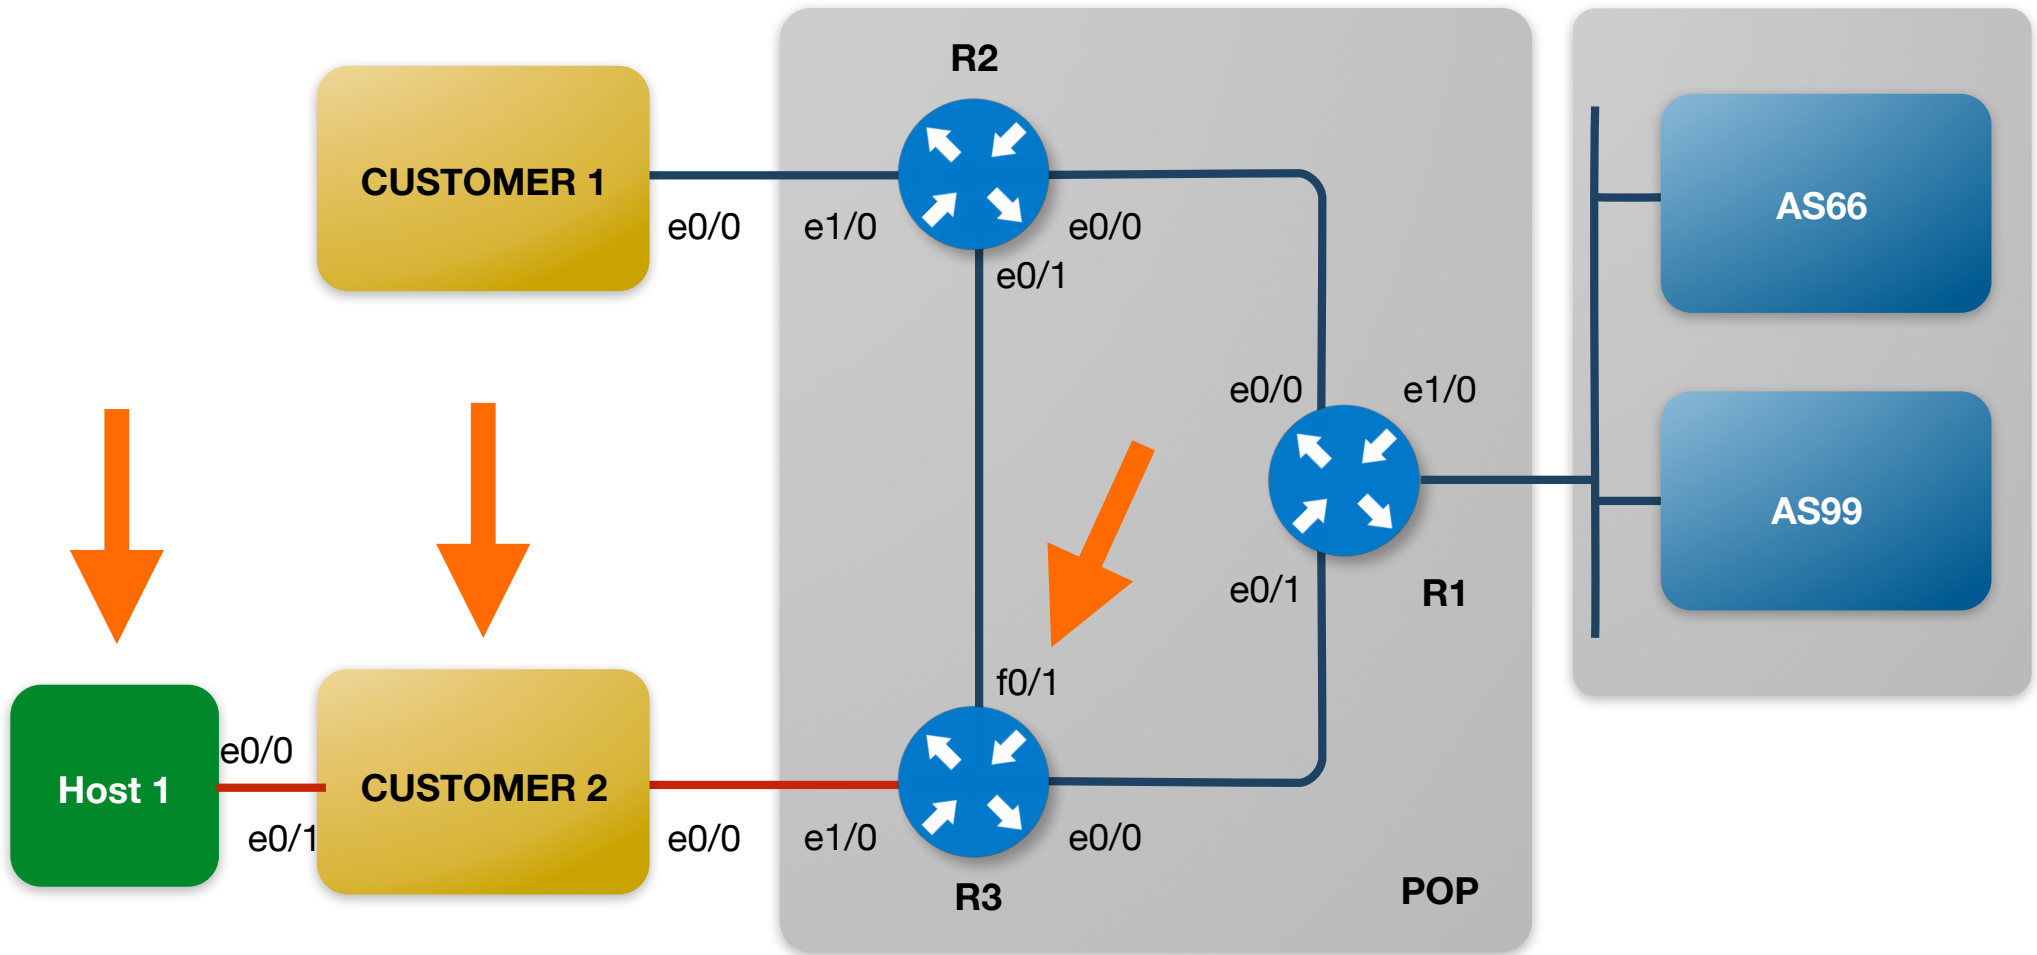 R2
CUSTOMER 1
e0/0
e1/0
e0/0
e0/1
AS66
e0/0
e1/0
AS99
e0/1
R1
f0/1
e0/0
Host 1
CUSTOMER 2
e0/1
e0/0
e1/0
e0/0
R3
POP